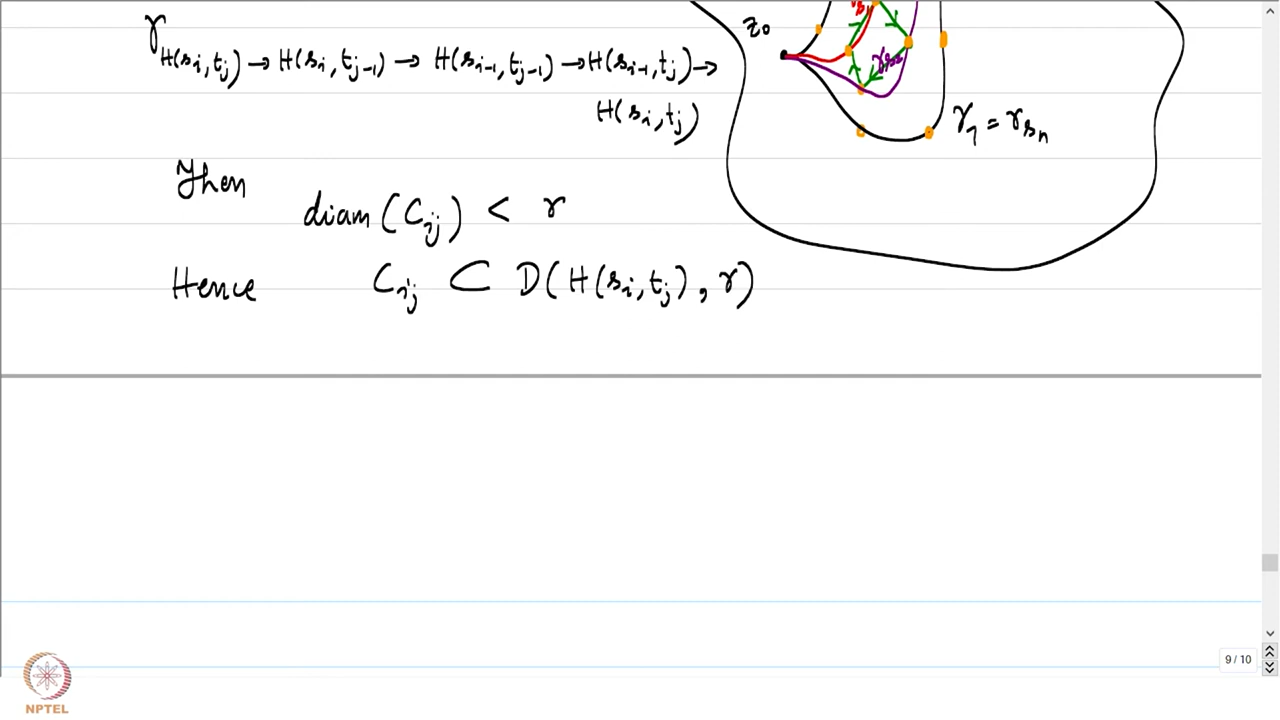 γ
H(s_i, t_j) → H(s_i, t_{j-1}) → H(s_{i-1}, t_{j-1}) → H(s_{i-1}, t_j) →
H(s_i, t_j)
z_0
γ_1 = γ_{s_n}
Then
diam(C_{ij}) < r
Hence C_{ij} ⊂ D(H(s_i, t_j), r)
9 / 10
NPTEL